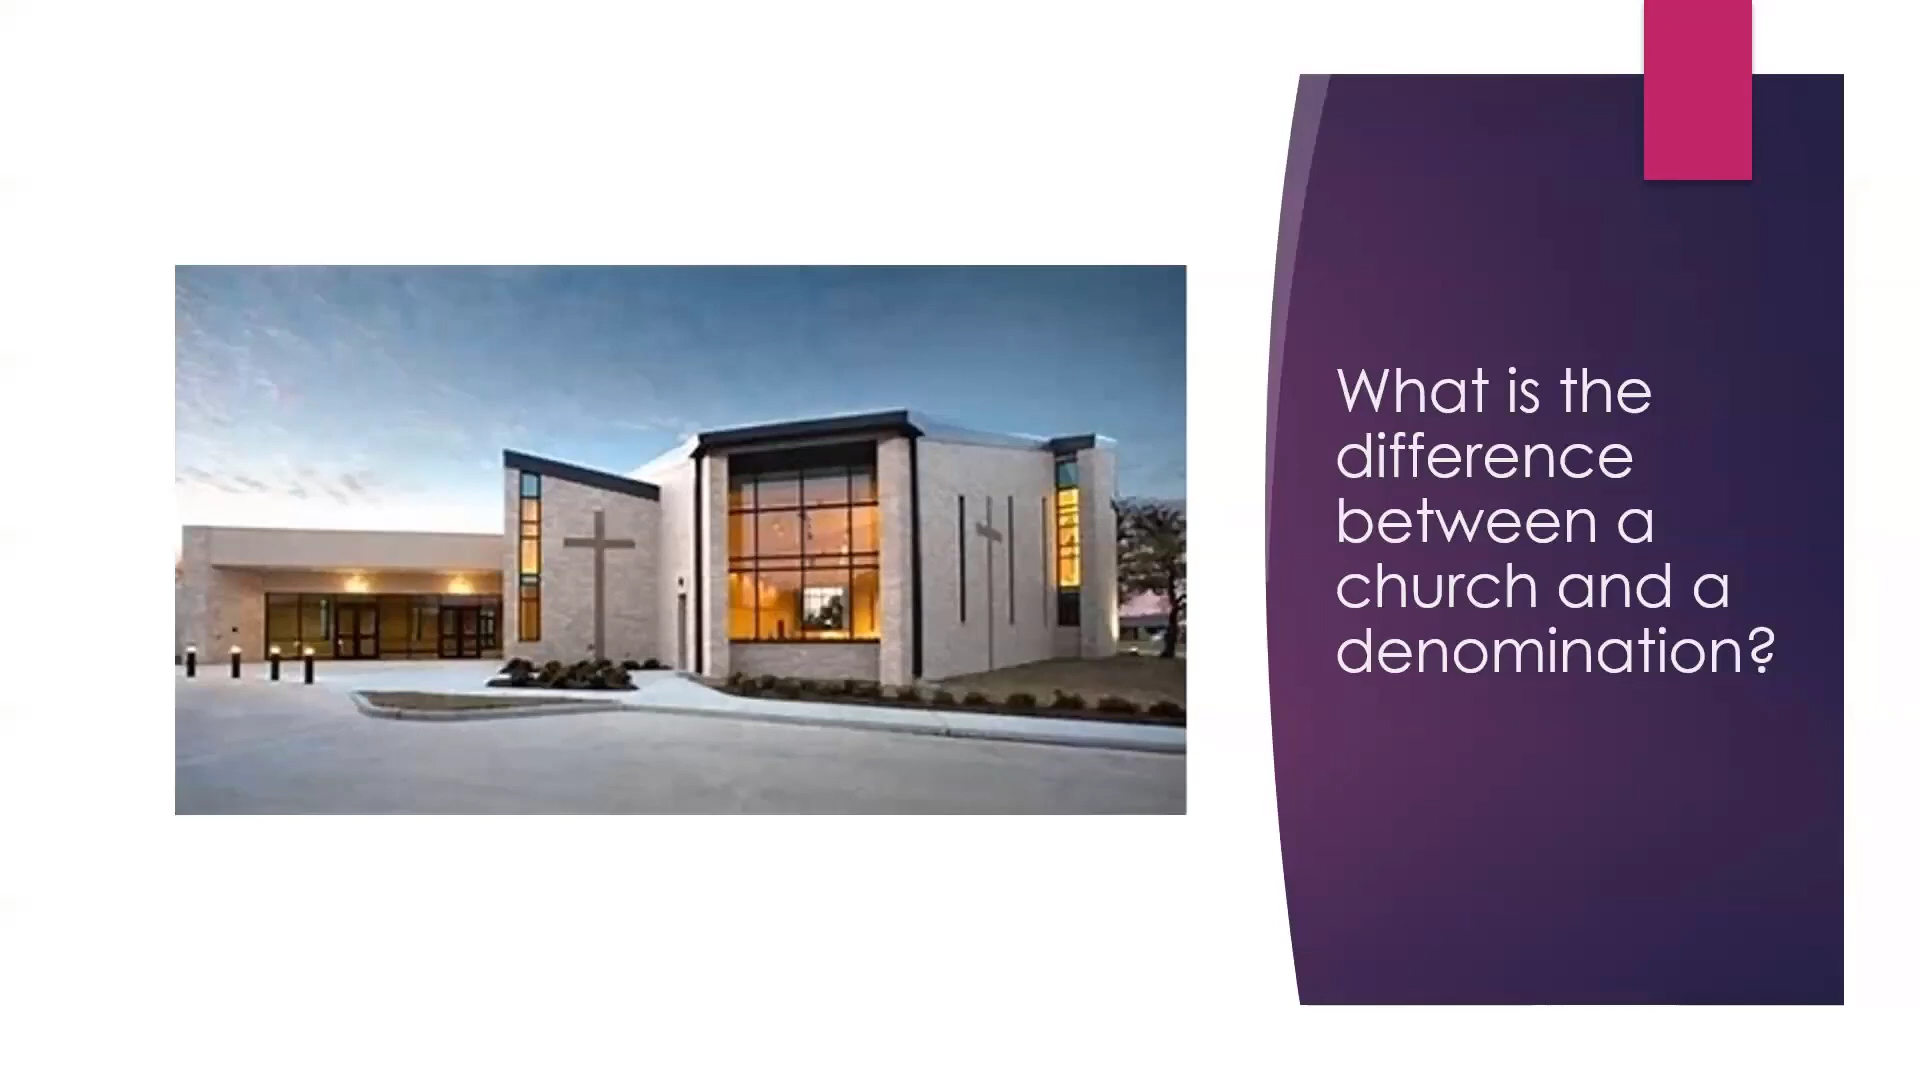 What is the
difference
between a
church and a
denomination?